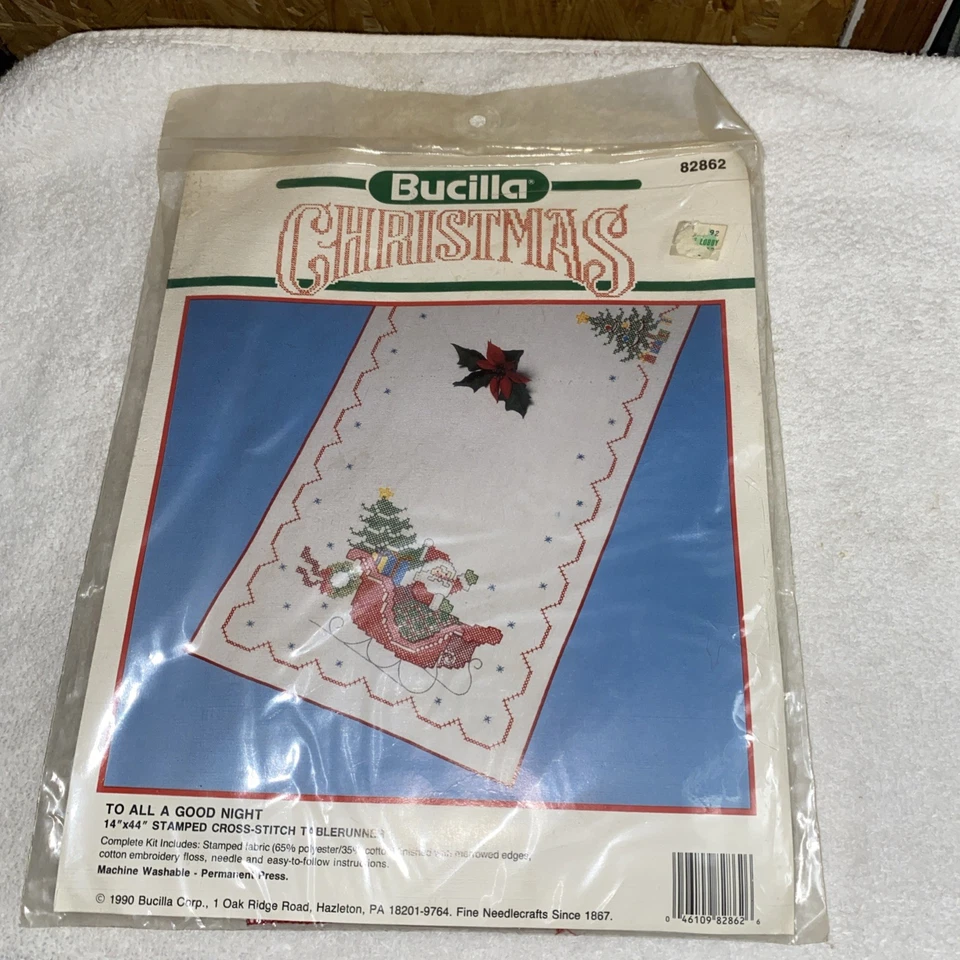 82862
Bucilla®
CHRISTMAS
92
LOBBY
TO ALL A GOOD NIGHT
14"x44" STAMPED CROSS-STITCH TABLERUNNER
Complete Kit Includes: Stamped fabric (65% polyester/35% cotton finished with merrowed edges,
cotton embroidery floss, needle and easy-to-follow instructions.
Machine Washable - Permanent Press.
© 1990 Bucilla Corp., 1 Oak Ridge Road, Hazleton, PA 18201-9764. Fine Needlecrafts Since 1867.
0 46109 82862 6